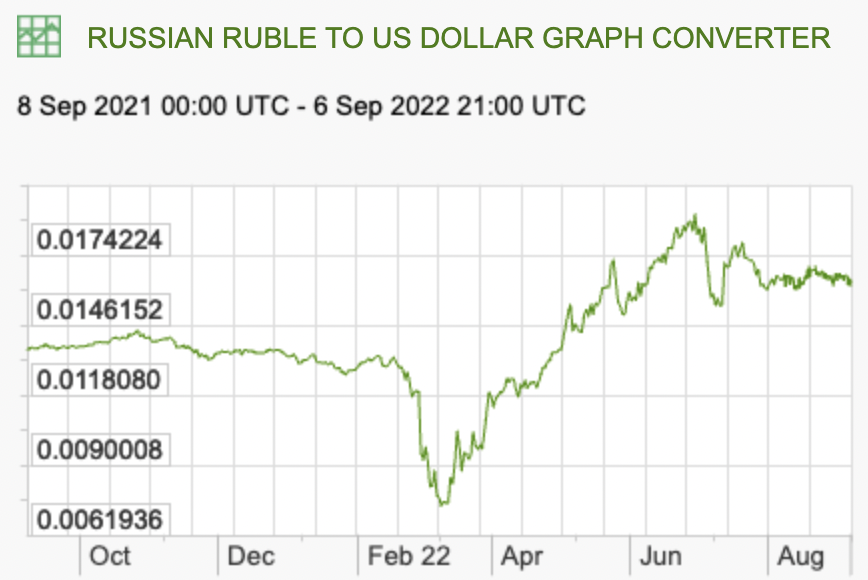 RUSSIAN RUBLE TO US DOLLAR GRAPH CONVERTER
8 Sep 2021 00:00 UTC - 6 Sep 2022 21:00 UTC
0.0174224
0.0146152
0.0118080
0.0090008
0.0061936
Oct Dec Feb 22 Apr Jun Aug